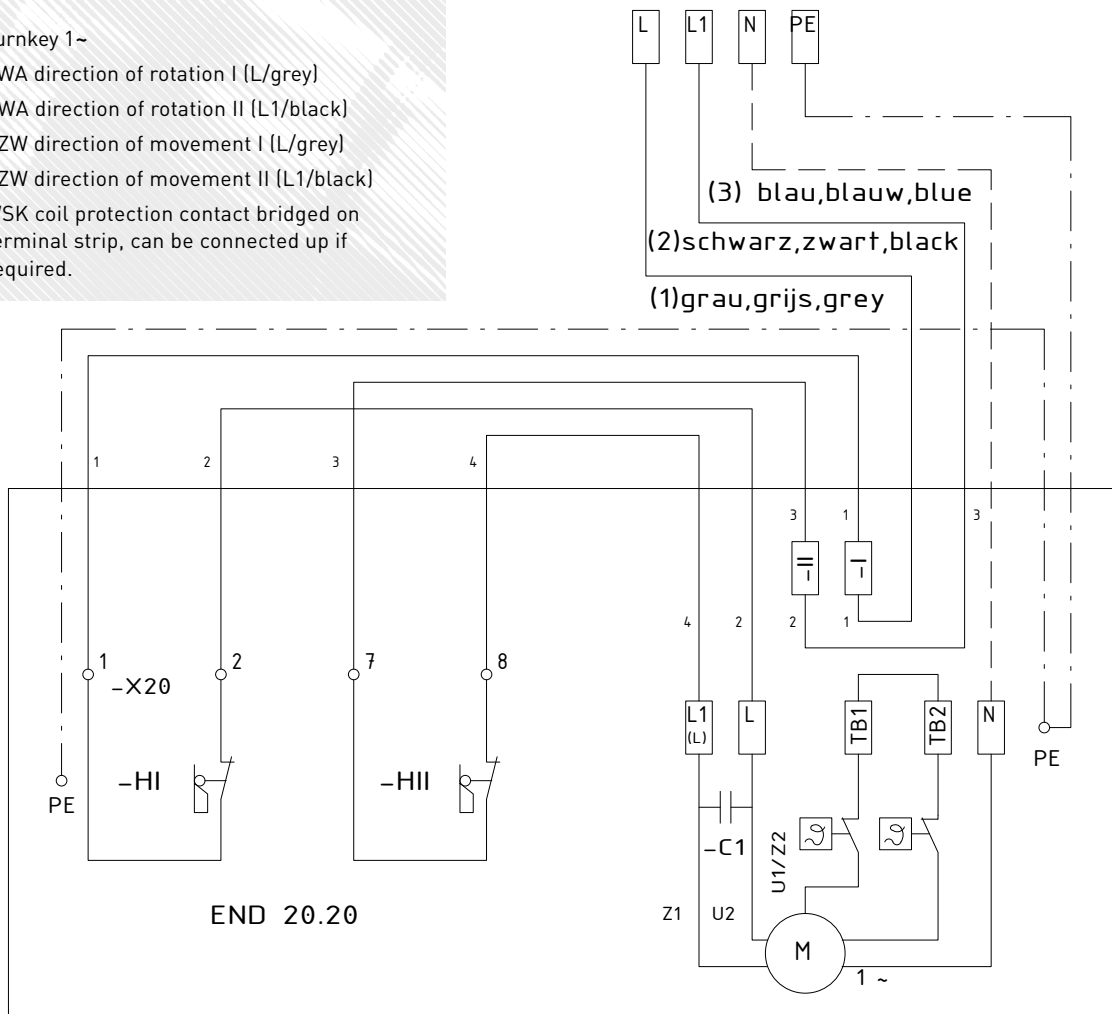 urnkey 1~
WA direction of rotation I (L/grey)
WA direction of rotation II (L1/black)
ZW direction of movement I (L/grey)
ZW direction of movement II (L1/black)
SK coil protection contact bridged on
erminal strip, can be connected up if
equired.
L L1 N PE
(3) blau,blauw,blue
(2)schwarz,zwart,black
(1)grau,grijs,grey
1 2 3 4
3 1 3
-II -I
4 2 2 1
1 2 7 8
-X20
L1 L TB1 TB2 N
(L)
PE
-HI -HII
PE
-C1
U1/Z2
END 20.20
Z1 U2
M
1 ~